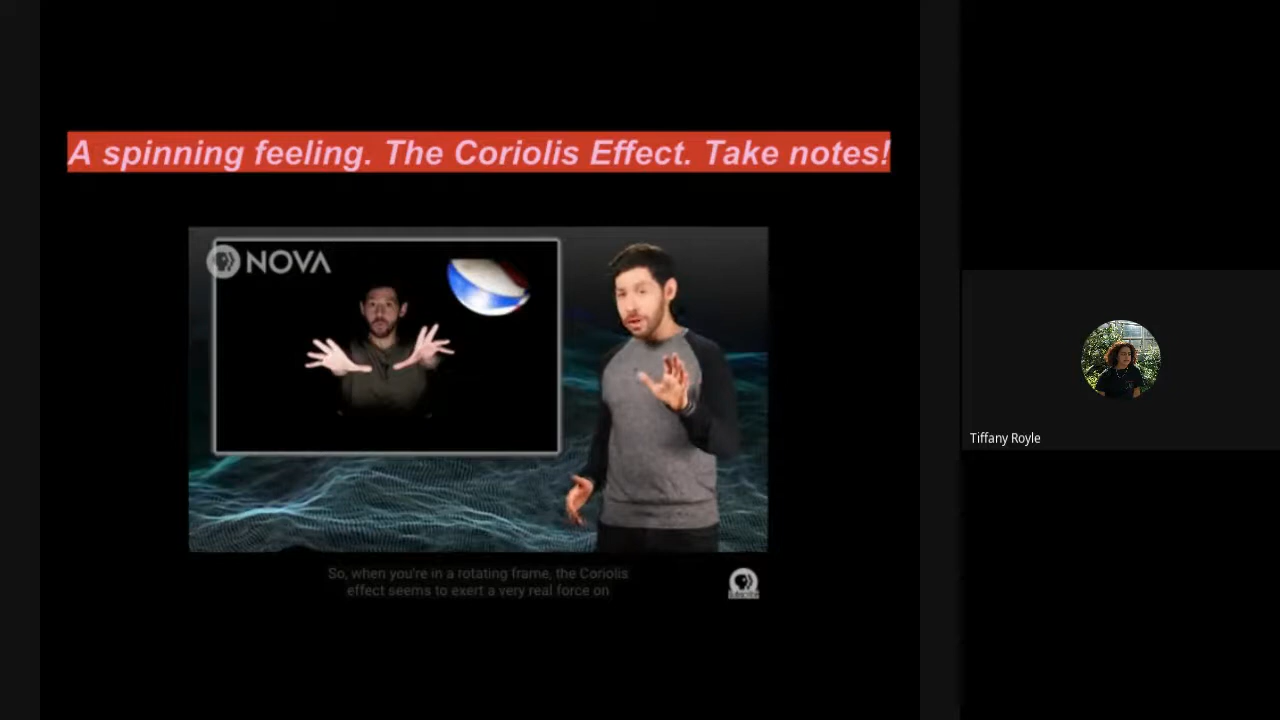 A spinning feeling. The Coriolis Effect. Take notes!
NOVA
So, when you're in a rotating frame, the Coriolis
effect seems to exert a very real force on
Tiffany Royle